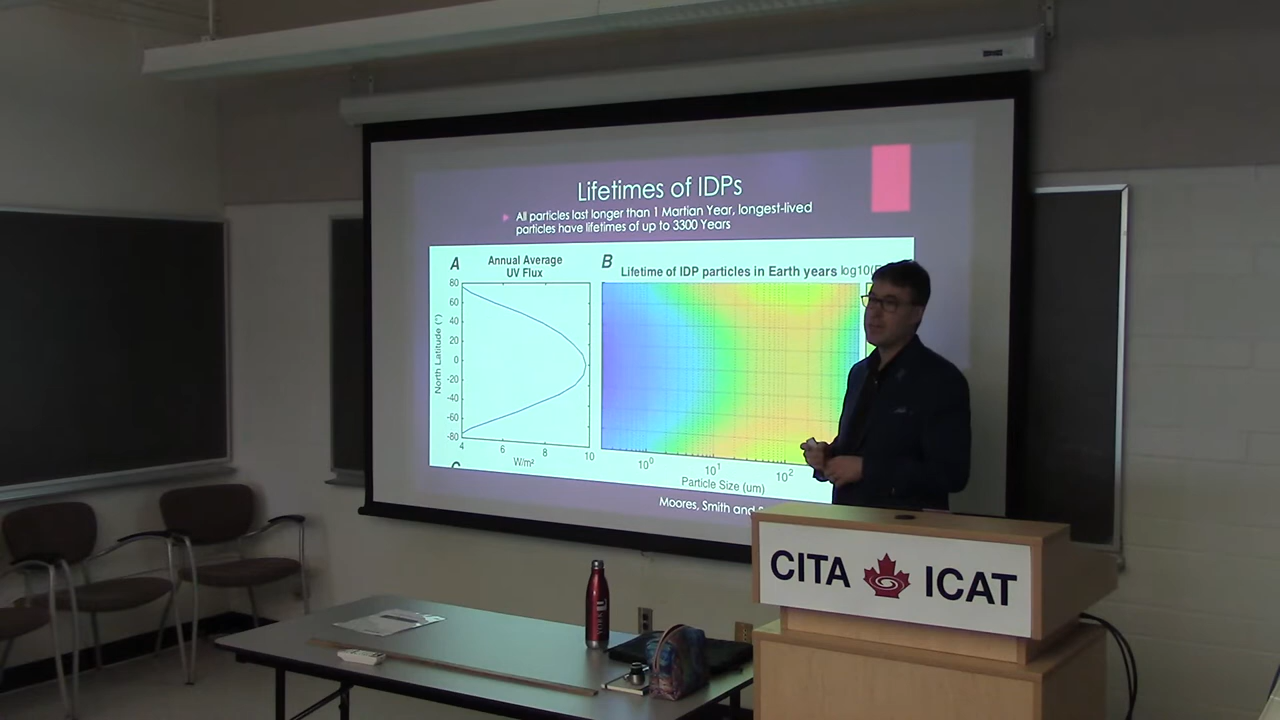 Lifetimes of IDPs
All particles last longer than 1 Martian Year, longest-lived
particles have lifetimes of up to 3300 Years
A
Annual Average
UV Flux
B
Lifetime of IDP particles in Earth years log10(
North Latitude (°)
80
60
40
20
0
-20
-40
-60
-80
4 6 8 10
W/m²
10⁰ 10¹ 10²
Particle Size (um)
C
Moores, Smith and
CITA ICAT